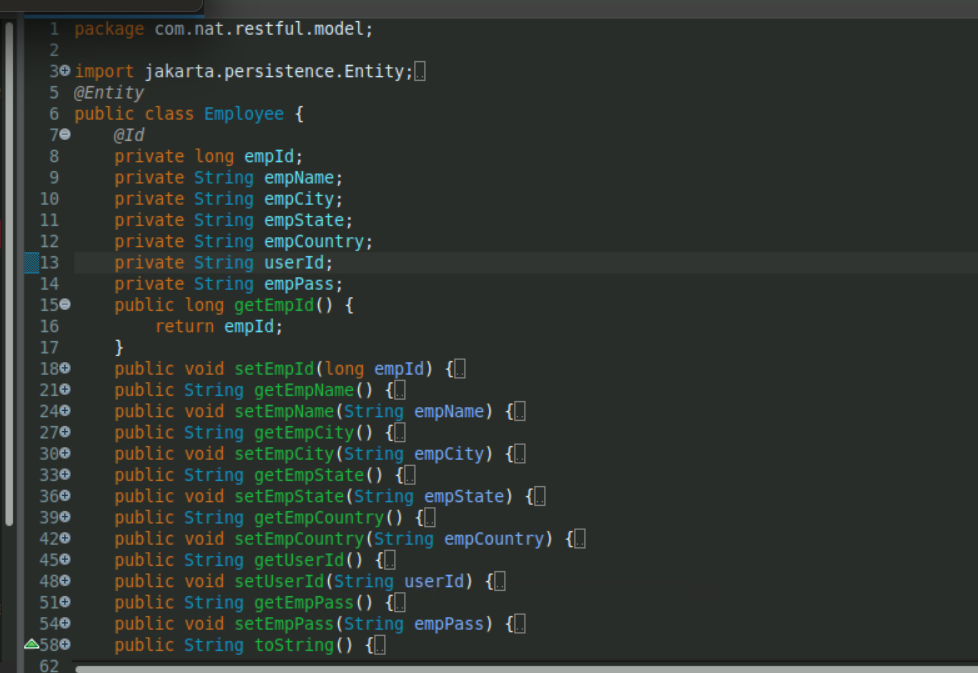 1 package com.nat.restful.model;
2
3 import jakarta.persistence.Entity;
5 @Entity
6 public class Employee {
7 @Id
8 private long empId;
9 private String empName;
10 private String empCity;
11 private String empState;
12 private String empCountry;
13 private String userId;
14 private String empPass;
15 public long getEmpId() {
16 return empId;
17 }
18 public void setEmpId(long empId) {
21 public String getEmpName() {
24 public void setEmpName(String empName) {
27 public String getEmpCity() {
30 public void setEmpCity(String empCity) {
33 public String getEmpState() {
36 public void setEmpState(String empState) {
39 public String getEmpCountry() {
42 public void setEmpCountry(String empCountry) {
45 public String getUserId() {
48 public void setUserId(String userId) {
51 public String getEmpPass() {
54 public void setEmpPass(String empPass) {
58 public String toString() {
62